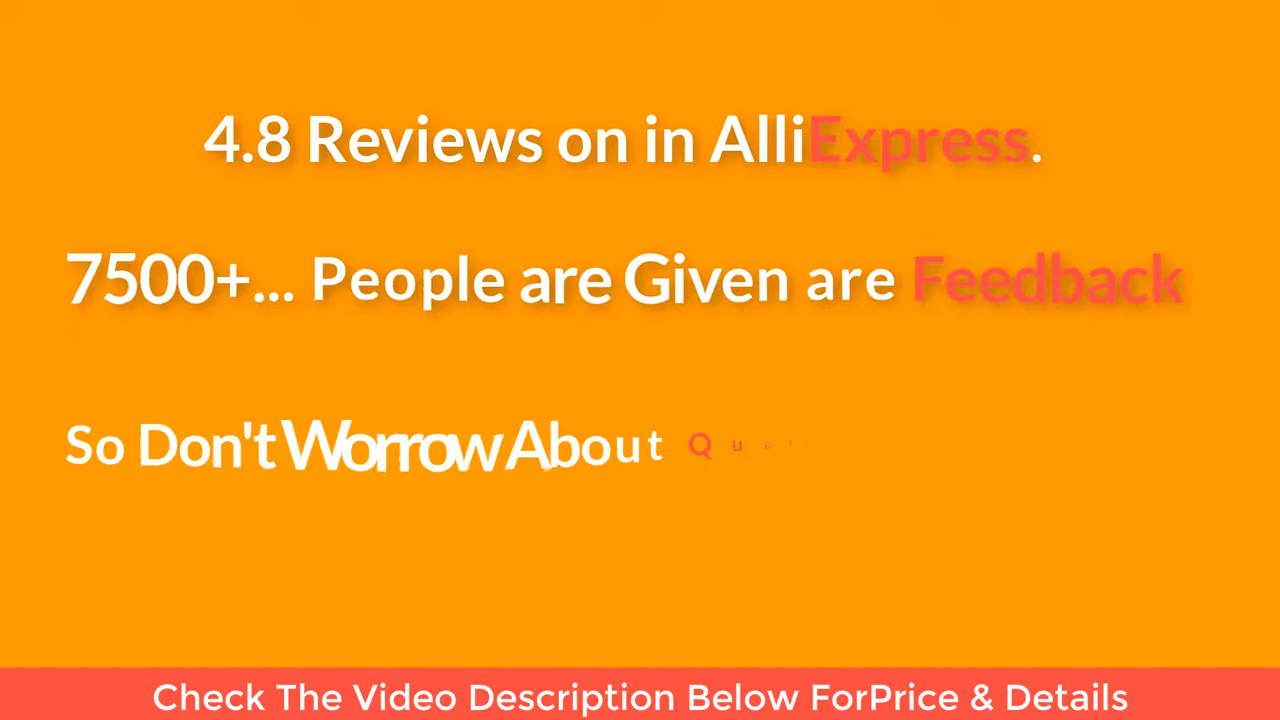 4.8 Reviews on in AlliExpress.
7500+... People are Given are Feedback
So Don't Worrow About
Check The Video Description Below ForPrice & Details